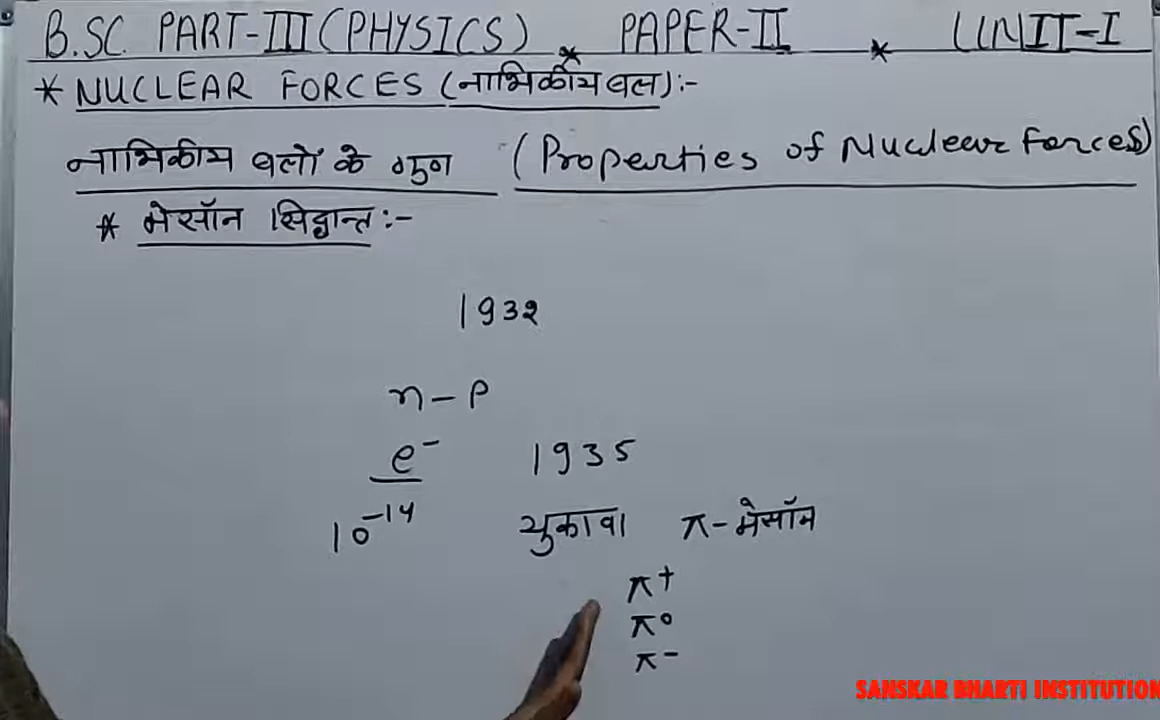 B.SC PART-III (PHYSICS) * PAPER-II * UNIT-I
* NUCLEAR FORCES (नाभिकीय बल) :-
नाभिकीय बलों के गुण (Properties of Nuclear Forces)
* मेसॉन सिद्धान्त :-
1932
n - p
e⁻ 1935
10⁻¹⁴ युकावा π-मेसॉन
π⁺
π⁰
π⁻
SANSKAR BHARTI INSTITUTION